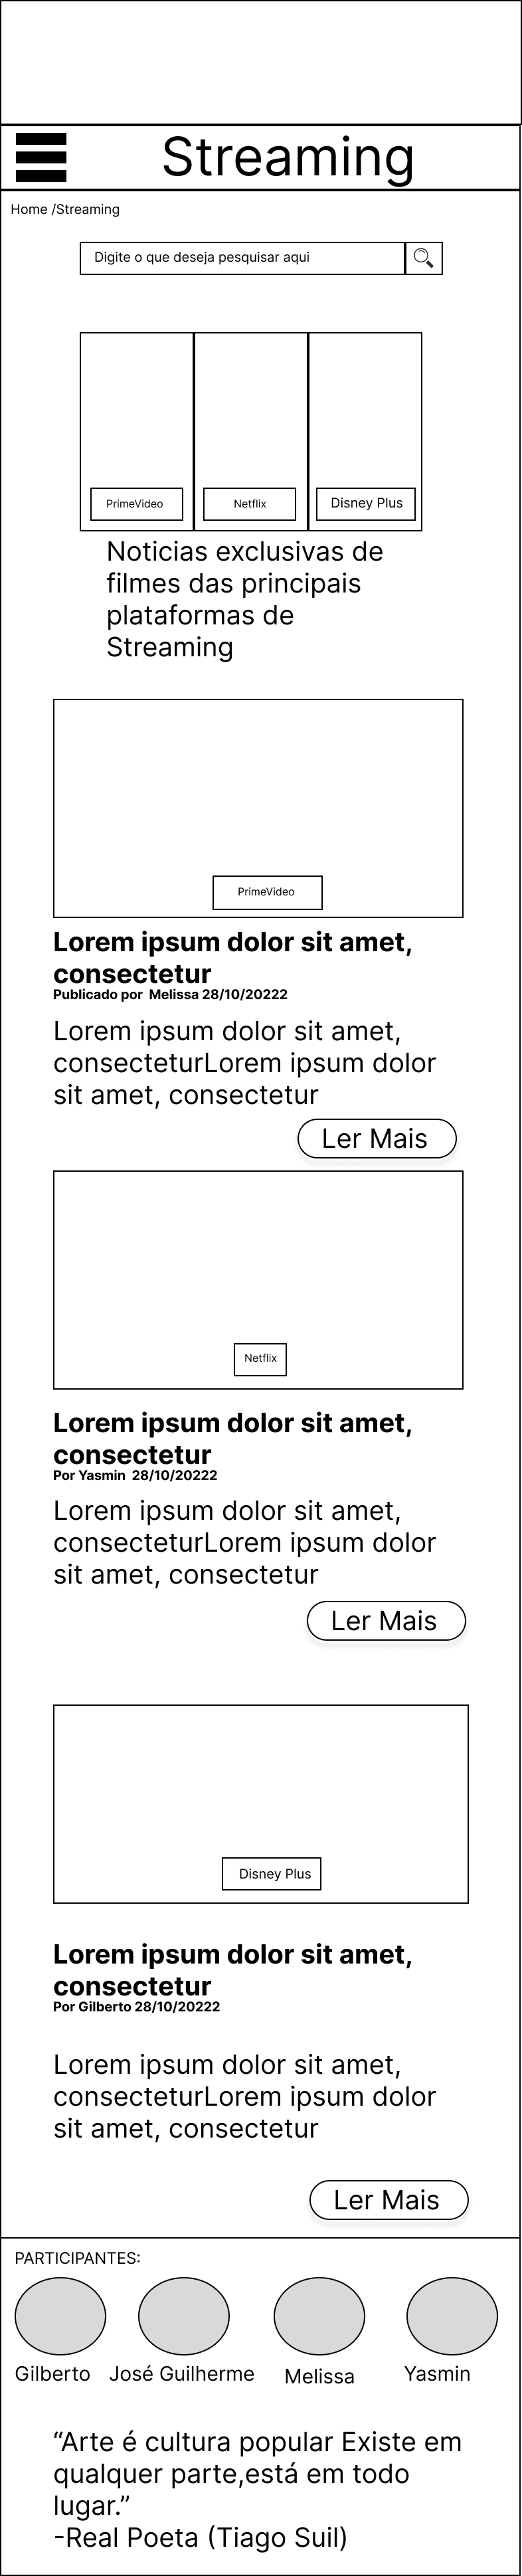 Streaming
Home /Streaming
Digite o que deseja pesquisar aqui
PrimeVideo
Netflix
Disney Plus
Noticias exclusivas de
filmes das principais
plataformas de
Streaming
PrimeVideo
Lorem ipsum dolor sit amet,
consectetur
Publicado por Melissa 28/10/20222
Lorem ipsum dolor sit amet,
consecteturLorem ipsum dolor
sit amet, consectetur
Ler Mais
Netflix
Lorem ipsum dolor sit amet,
consectetur
Por Yasmin 28/10/20222
Lorem ipsum dolor sit amet,
consecteturLorem ipsum dolor
sit amet, consectetur
Ler Mais
Disney Plus
Lorem ipsum dolor sit amet,
consectetur
Por Gilberto 28/10/20222
Lorem ipsum dolor sit amet,
consecteturLorem ipsum dolor
sit amet, consectetur
Ler Mais
PARTICIPANTES:
Gilberto
José Guilherme
Melissa
Yasmin
“Arte é cultura popular Existe em
qualquer parte,está em todo
lugar.”
-Real Poeta (Tiago Suil)